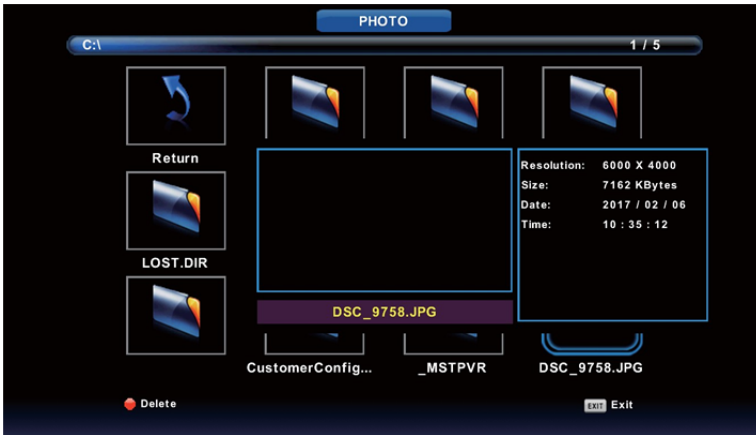 PHOTO
C:\ 1 / 5
Return
Resolution: 6000 X 4000
Size: 7162 KBytes
Date: 2017 / 02 / 06
Time: 10 : 35 : 12
LOST.DIR
DSC_9758.JPG
CustomerConfig... _MSTPVR DSC_9758.JPG
Delete EXIT Exit